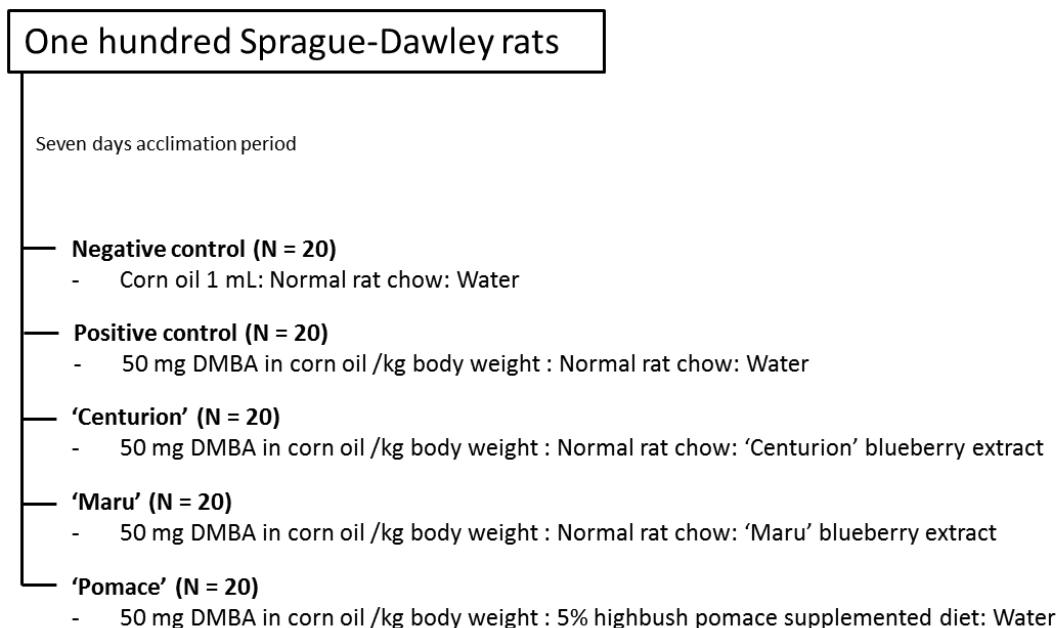 One hundred Sprague-Dawley rats
Seven days acclimation period
Negative control (N = 20)
- Corn oil 1 mL: Normal rat chow: Water
Positive control (N = 20)
- 50 mg DMBA in corn oil /kg body weight : Normal rat chow: Water
‘Centurion’ (N = 20)
- 50 mg DMBA in corn oil /kg body weight : Normal rat chow: ‘Centurion’ blueberry extract
‘Maru’ (N = 20)
- 50 mg DMBA in corn oil /kg body weight : Normal rat chow: ‘Maru’ blueberry extract
‘Pomace’ (N = 20)
- 50 mg DMBA in corn oil /kg body weight : 5% highbush pomace supplemented diet: Water